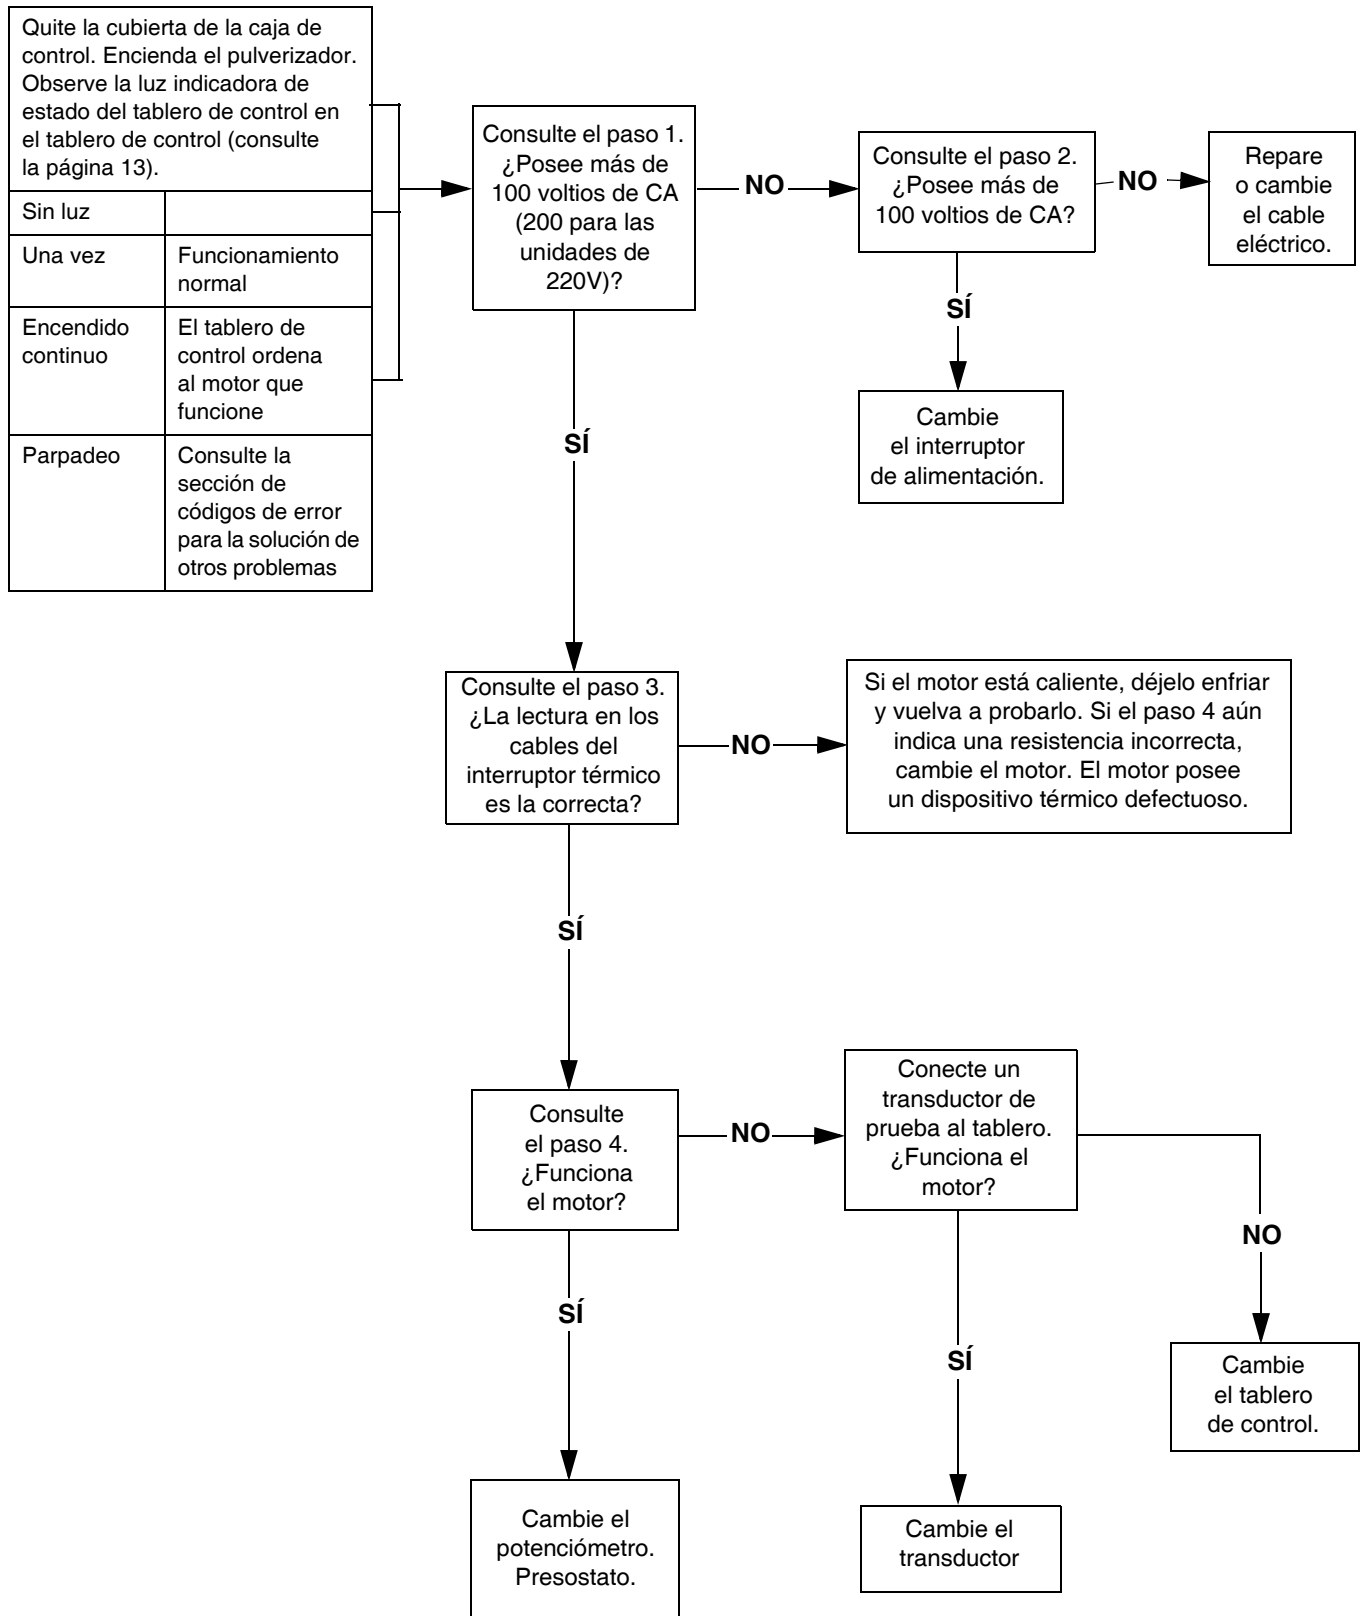 Quite la cubierta de la caja de
control. Encienda el pulverizador.
Observe la luz indicadora de
estado del tablero de control en
el tablero de control (consulte
la página 13).
Sin luz
Una vez
Funcionamiento
normal
Encendido
continuo
El tablero de
control ordena
al motor que
funcione
Parpadeo
Consulte la
sección de
códigos de error
para la solución de
otros problemas
Consulte el paso 1.
¿Posee más de
100 voltios de CA
(200 para las
unidades de
220V)?
NO
Consulte el paso 2.
¿Posee más de
100 voltios de CA?
NO
Repare
o cambie
el cable
eléctrico.
SÍ
Cambie
el interruptor
de alimentación.
SÍ
Consulte el paso 3.
¿La lectura en los
cables del
interruptor térmico
es la correcta?
NO
Si el motor está caliente, déjelo enfriar
y vuelva a probarlo. Si el paso 4 aún
indica una resistencia incorrecta,
cambie el motor. El motor posee
un dispositivo térmico defectuoso.
SÍ
Consulte
el paso 4.
¿Funciona
el motor?
NO
Conecte un
transductor de
prueba al tablero.
¿Funciona el
motor?
NO
Cambie
el tablero
de control.
SÍ
Cambie el
transductor
SÍ
Cambie el
potenciómetro.
Presostato.